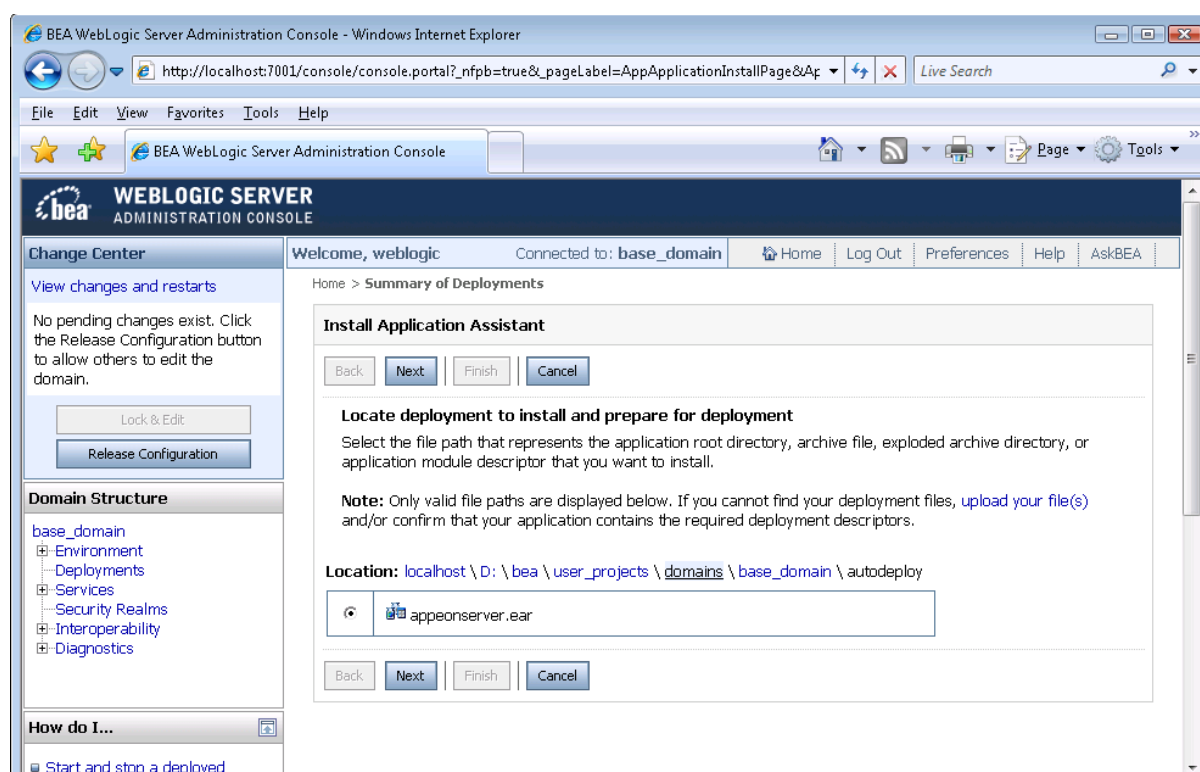 BEA WebLogic Server Administration Console - Windows Internet Explorer
http://localhost:7001/console/console.portal?_nfpb=true&_pageLabel=AppApplicationInstallPage&Ap
Live Search
File Edit View Favorites Tools Help
BEA WebLogic Server Administration Console
Page Tools
bea WEBLOGIC SERVER
ADMINISTRATION CONSOLE
Change Center
View changes and restarts
No pending changes exist. Click
the Release Configuration button
to allow others to edit the
domain.
Lock & Edit
Release Configuration
Domain Structure
base_domain
Environment
Deployments
Services
Security Realms
Interoperability
Diagnostics
How do I...
Start and stop a deployed
Welcome, weblogic Connected to: base_domain Home Log Out Preferences Help AskBEA
Home > Summary of Deployments
Install Application Assistant
Back Next Finish Cancel
Locate deployment to install and prepare for deployment
Select the file path that represents the application root directory, archive file, exploded archive directory, or
application module descriptor that you want to install.
Note: Only valid file paths are displayed below. If you cannot find your deployment files, upload your file(s)
and/or confirm that your application contains the required deployment descriptors.
Location: localhost \ D: \ bea \ user_projects \ domains \ base_domain \ autodeploy
appeonserver.ear
Back Next Finish Cancel